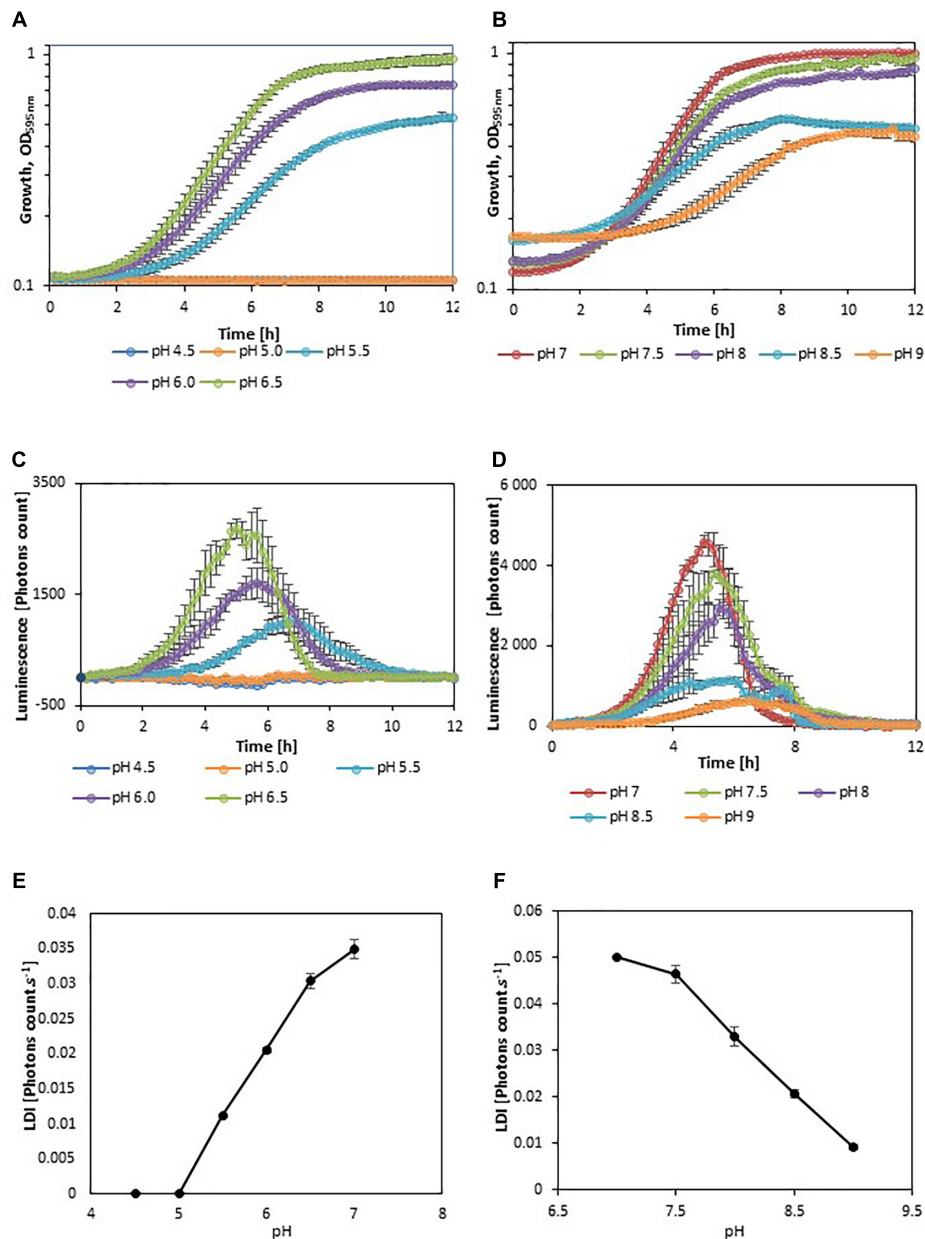 A
B
Growth, OD595nm
1
0.1
0 2 4 6 8 10 12
Time [h]
pH 4.5 pH 5.0 pH 5.5
pH 6.0 pH 6.5
Growth, OD595nm
1
0.1
0 2 4 6 8 10 12
Time [h]
pH 7 pH 7.5 pH 8 pH 8.5 pH 9
C
D
Luminescence [Photons count]
3500
1500
-500
0 2 4 6 8 10 12
Time [h]
pH 4.5 pH 5.0 pH 5.5
pH 6.0 pH 6.5
Luminescence [photons count]
6 000
4 000
2 000
0
0 4 8 12
Time [h]
pH 7 pH 7.5 pH 8
pH 8.5 pH 9
E
F
LDI [Photons count.s-1]
0.04
0.035
0.03
0.025
0.02
0.015
0.01
0.005
0
4 5 6 7 8
pH
LDI [Photons count.s-1]
0.06
0.05
0.04
0.03
0.02
0.01
0
6.5 7.5 8.5 9.5
pH